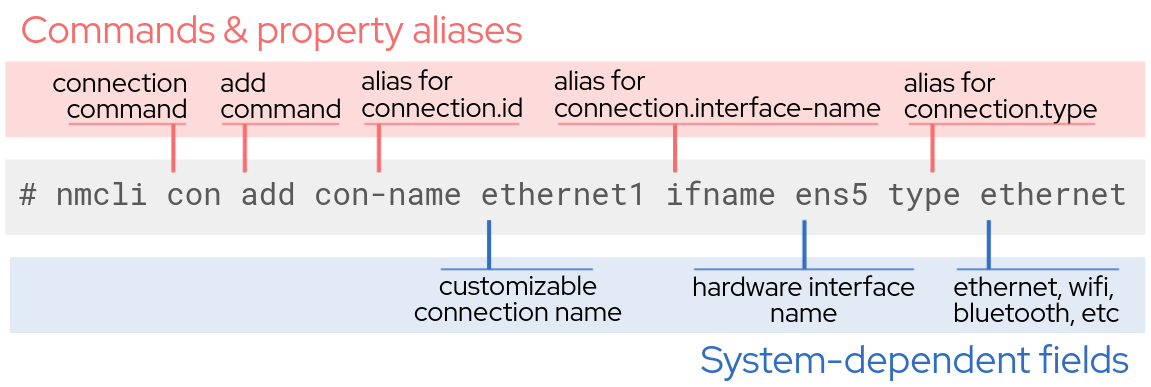 Commands & property aliases
connection command
add command
alias for connection.id
alias for connection.interface-name
alias for connection.type
# nmcli con add con-name ethernet1 ifname ens5 type ethernet
customizable connection name
hardware interface name
ethernet, wifi, bluetooth, etc
System-dependent fields